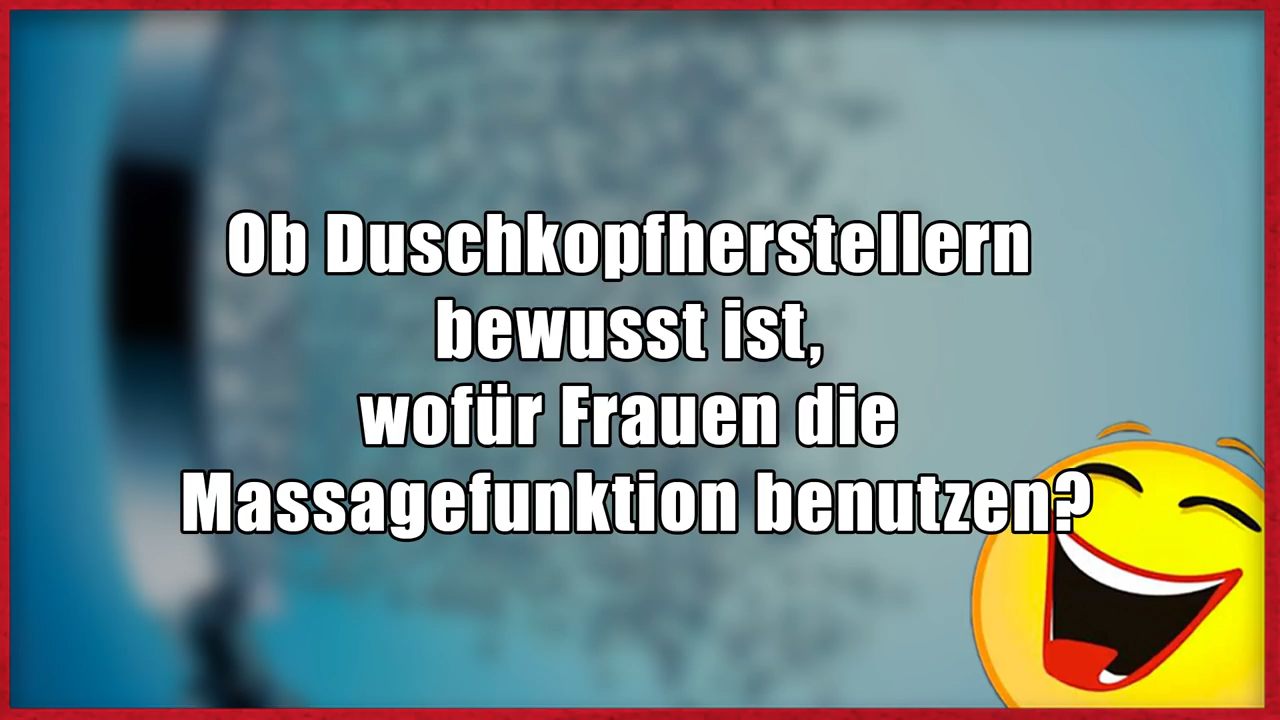 Ob Duschkopfherstellern
bewusst ist,
wofür Frauen die
Massagefunktion benutzen?